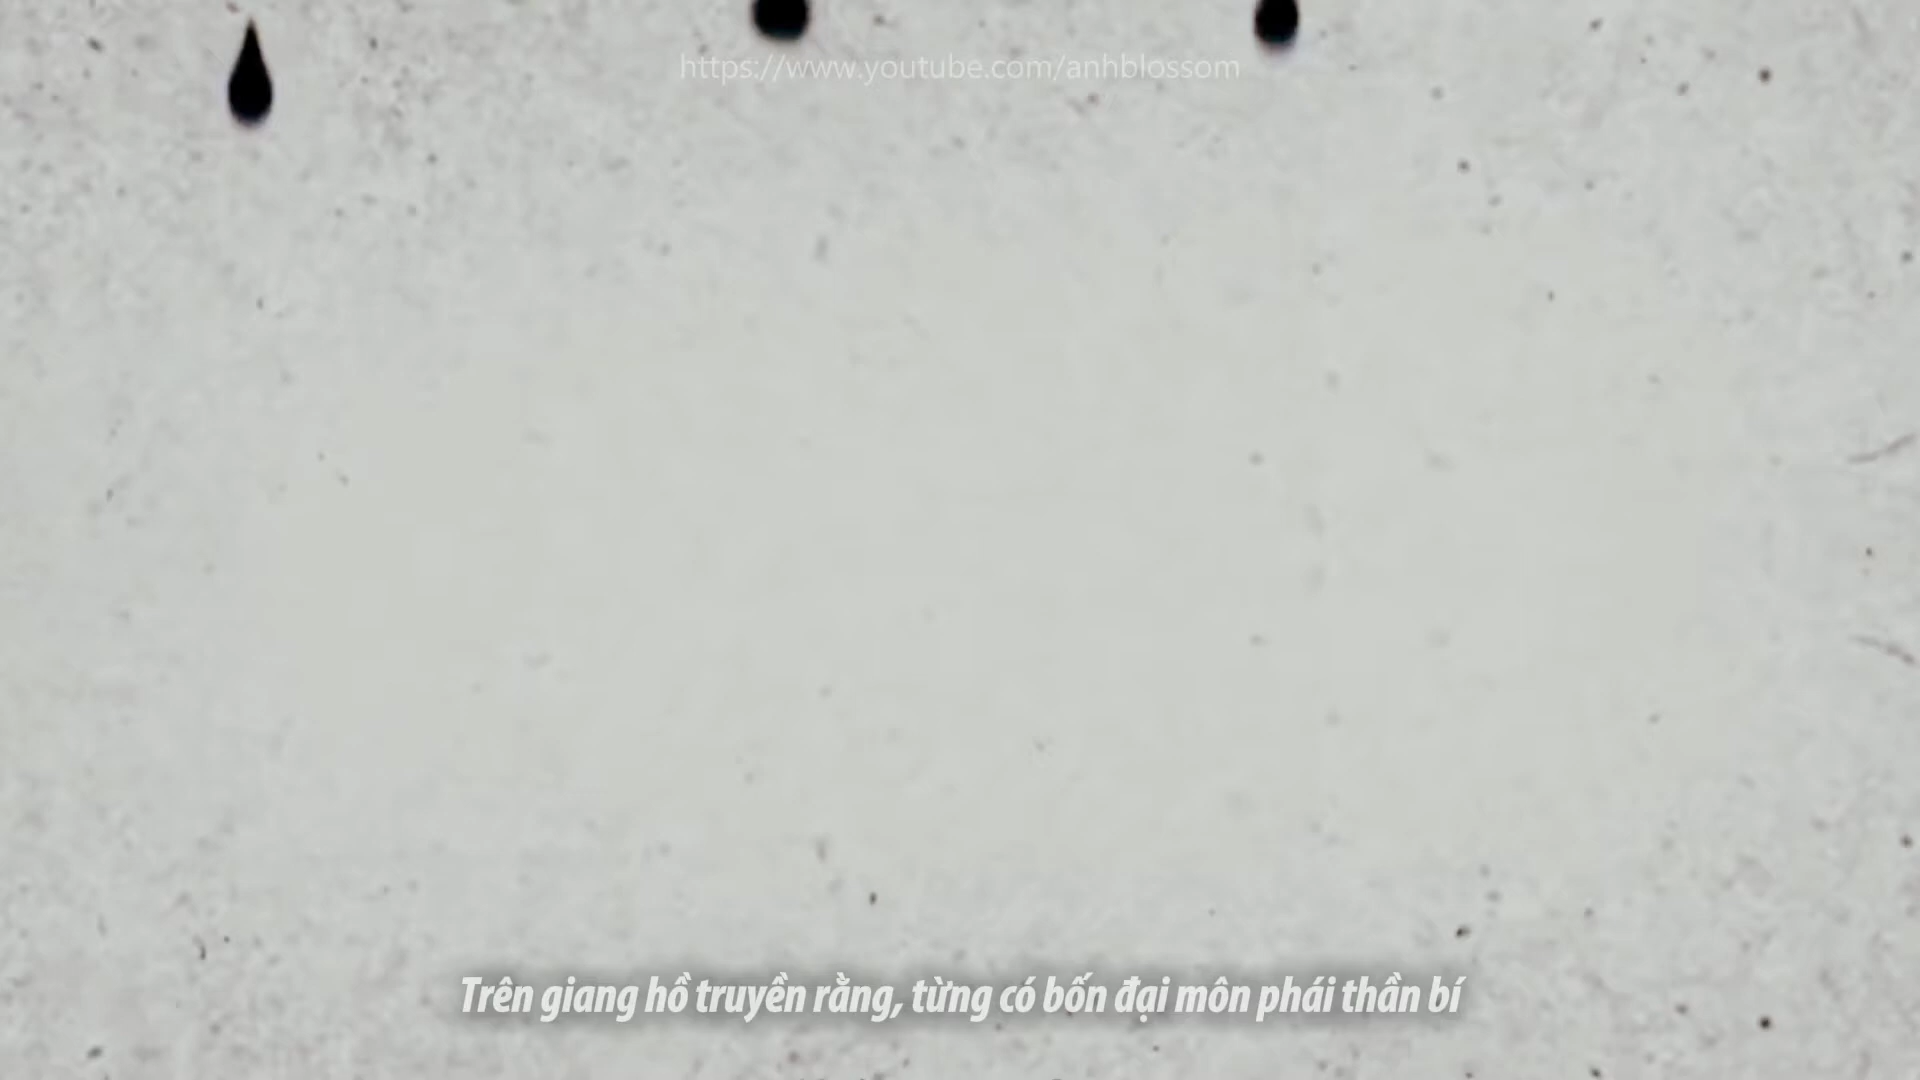 https://www.youtube.com/anhblossom
Trên giang hồ truyền rằng, từng có bốn đại môn phái thần bí